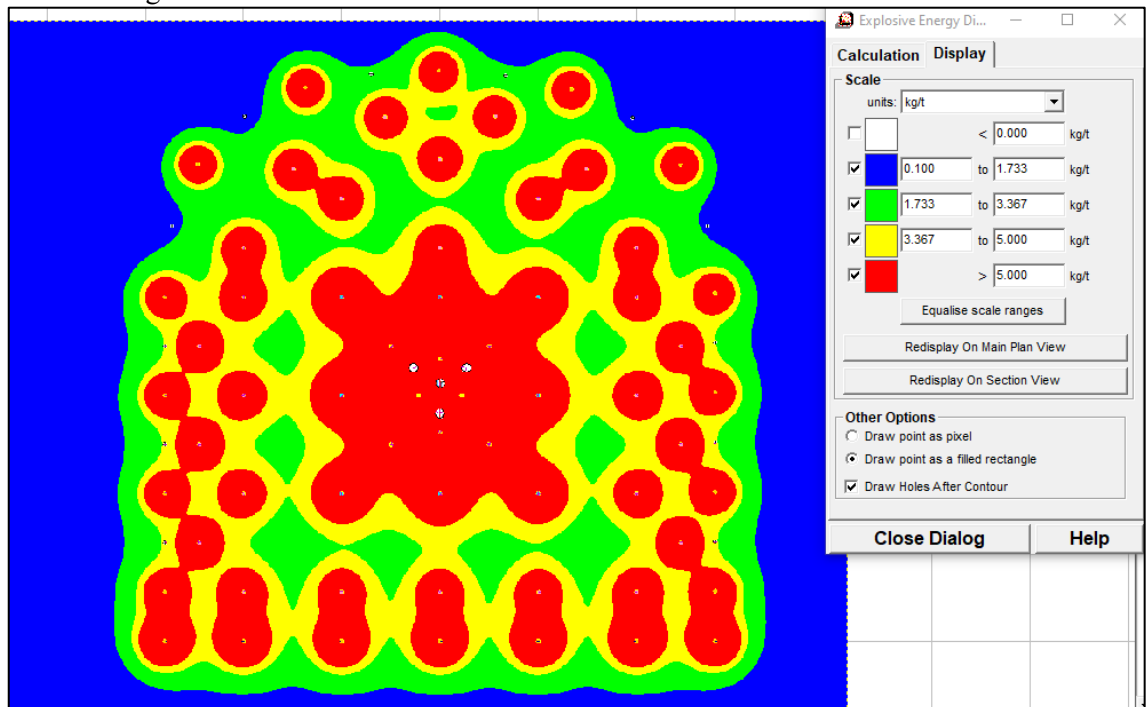 Explosive Energy Di...
Calculation Display
Scale
units: kg/t
< 0.000 kg/t
0.100 to 1.733 kg/t
1.733 to 3.367 kg/t
3.367 to 5.000 kg/t
> 5.000 kg/t
Equalise scale ranges
Redisplay On Main Plan View
Redisplay On Section View
Other Options
Draw point as pixel
Draw point as a filled rectangle
Draw Holes After Contour
Close Dialog Help